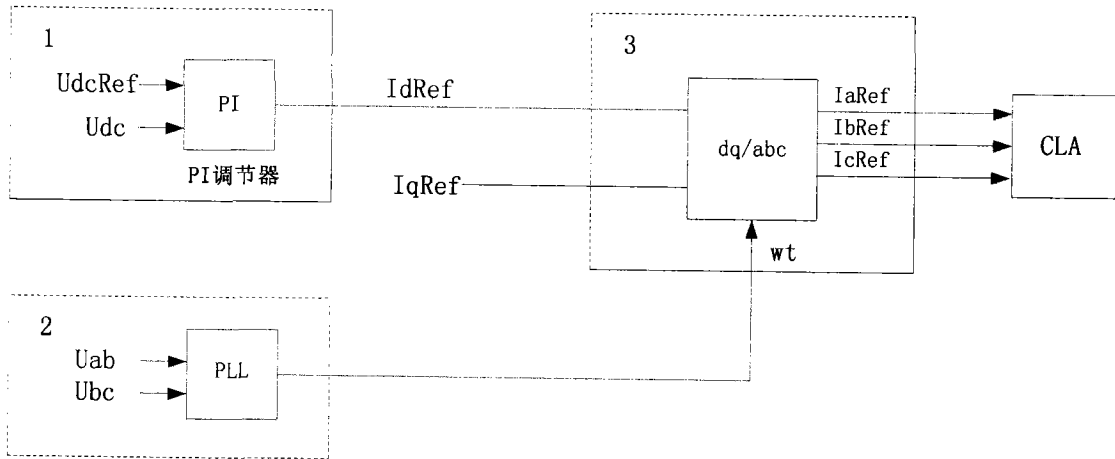 1
UdcRef
Udc
PI
PI调节器
IdRef
IqRef
3
dq/abc
IaRef
IbRef
IcRef
CLA
wt
2
Uab
Ubc
PLL